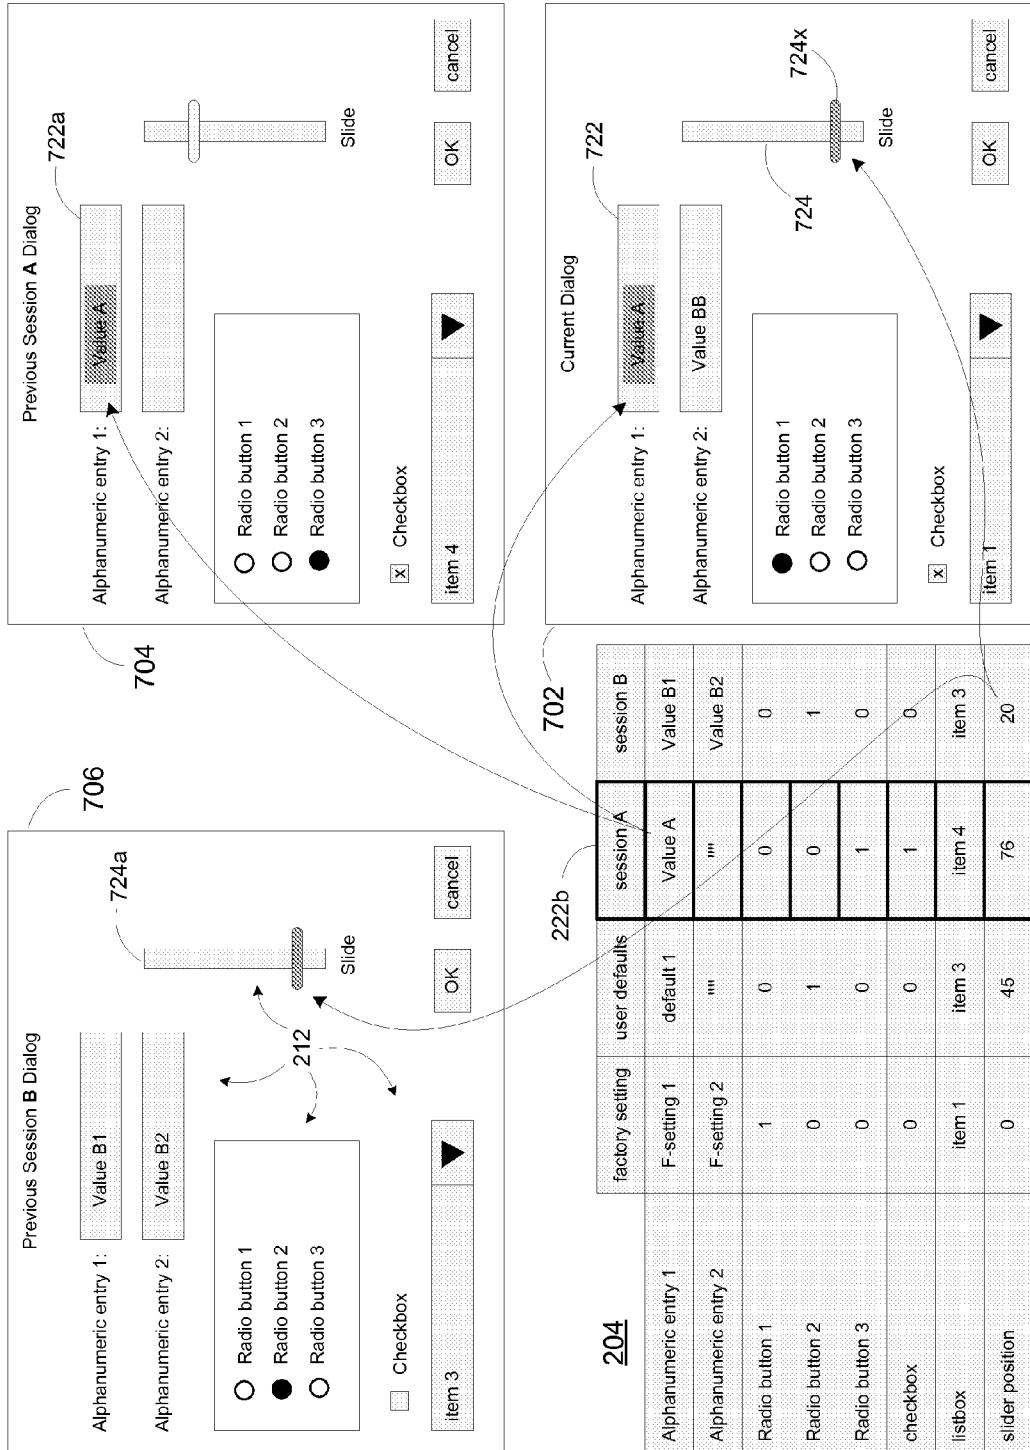 Previous Session B Dialog
706
Alphanumeric entry 1:
Value B1
724a
Alphanumeric entry 2:
Value B2
212
Radio button 1
Radio button 2
Radio button 3
Slide
Checkbox
item 3
OK
cancel
Previous Session A Dialog
704
Alphanumeric entry 1:
Value A
722a
Alphanumeric entry 2:
Radio button 1
Radio button 2
Radio button 3
Slide
x Checkbox
item 4
OK
cancel
204
222b
factory setting user defaults session A session B
Alphanumeric entry 1 F-setting 1 default 1 Value A Value B1
Alphanumeric entry 2 F-setting 2 "" "" Value B2
Radio button 1 1 0 0 0
Radio button 2 0 1 0 1
Radio button 3 0 0 1 0
checkbox 0 0 1 0
listbox item 1 item 3 item 4 item 3
slider position 0 45 76 20
702
Current Dialog
Alphanumeric entry 1:
Value A
722
Alphanumeric entry 2:
Value BB
724
724x
Radio button 1
Radio button 2
Radio button 3
Slide
x Checkbox
item 1
OK
cancel